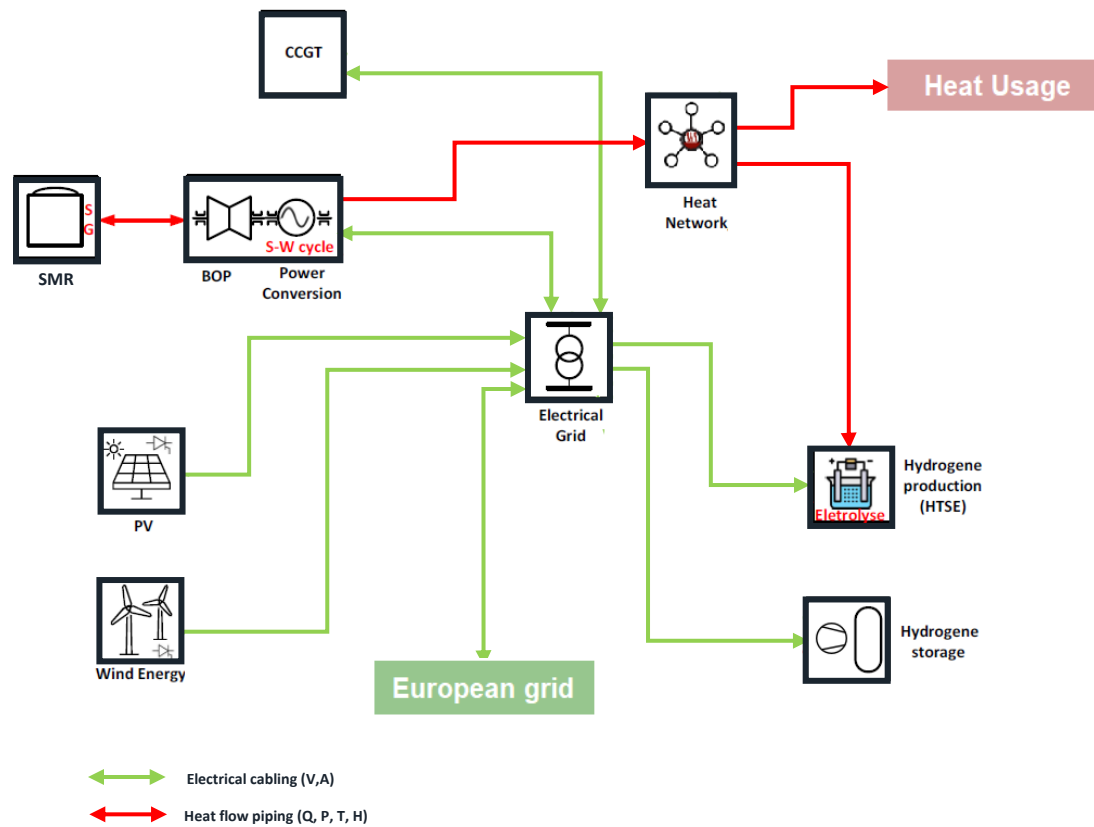 CCGT
Heat Usage
Heat
Network
S
G
SMR
S-W cycle
BOP
Power
Conversion
Electrical
Grid
PV
Eletrolyse
Hydrogene
production
(HTSE)
Wind Energy
European grid
Hydrogene
storage
Electrical cabling (V,A)
Heat flow piping (Q, P, T, H)